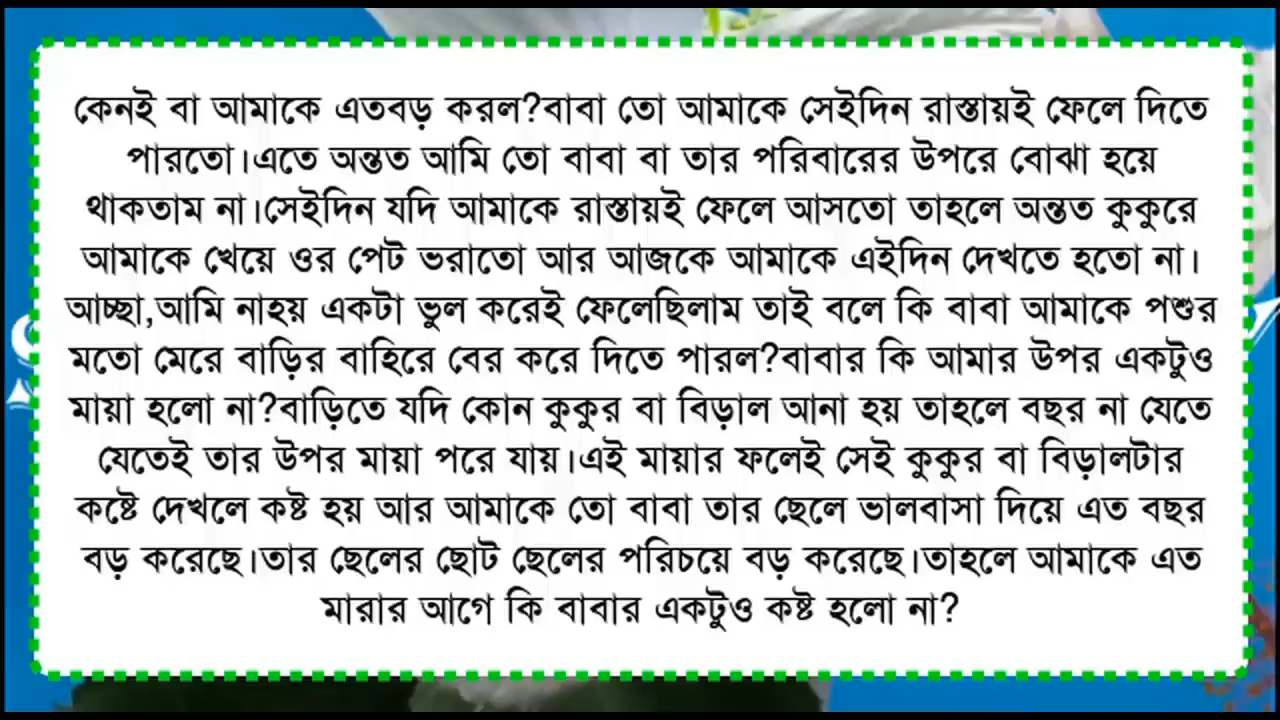 কেনই বা আমাকে এতবড় করল?বাবা তো আমাকে সেইদিন রাস্তায়ই ফেলে দিতে
পারতো।এতে অন্তত আমি তো বাবা বা তার পরিবারের উপরে বোঝা হয়ে
থাকতাম না।সেইদিন যদি আমাকে রাস্তায়ই ফেলে আসতো তাহলে অন্তত কুকুরে
আমাকে খেয়ে ওর পেট ভরাতো আর আজকে আমাকে এইদিন দেখতে হতো না।
আচ্ছা,আমি নাহয় একটা ভুল করেই ফেলেছিলাম তাই বলে কি বাবা আমাকে পশুর
মতো মেরে বাড়ির বাহিরে বের করে দিতে পারল?বাবার কি আমার উপর একটুও
মায়া হলো না?বাড়িতে যদি কোন কুকুর বা বিড়াল আনা হয় তাহলে বছর না যেতে
যেতেই তার উপর মায়া পরে যায়।এই মায়ার ফলেই সেই কুকুর বা বিড়ালটার
কষ্টে দেখলে কষ্ট হয় আর আমাকে তো বাবা তার ছেলে ভালবাসা দিয়ে এত বছর
বড় করেছে।তার ছেলের ছোট ছেলের পরিচয়ে বড় করেছে।তাহলে আমাকে এত
মারার আগে কি বাবার একটুও কষ্ট হলো না?